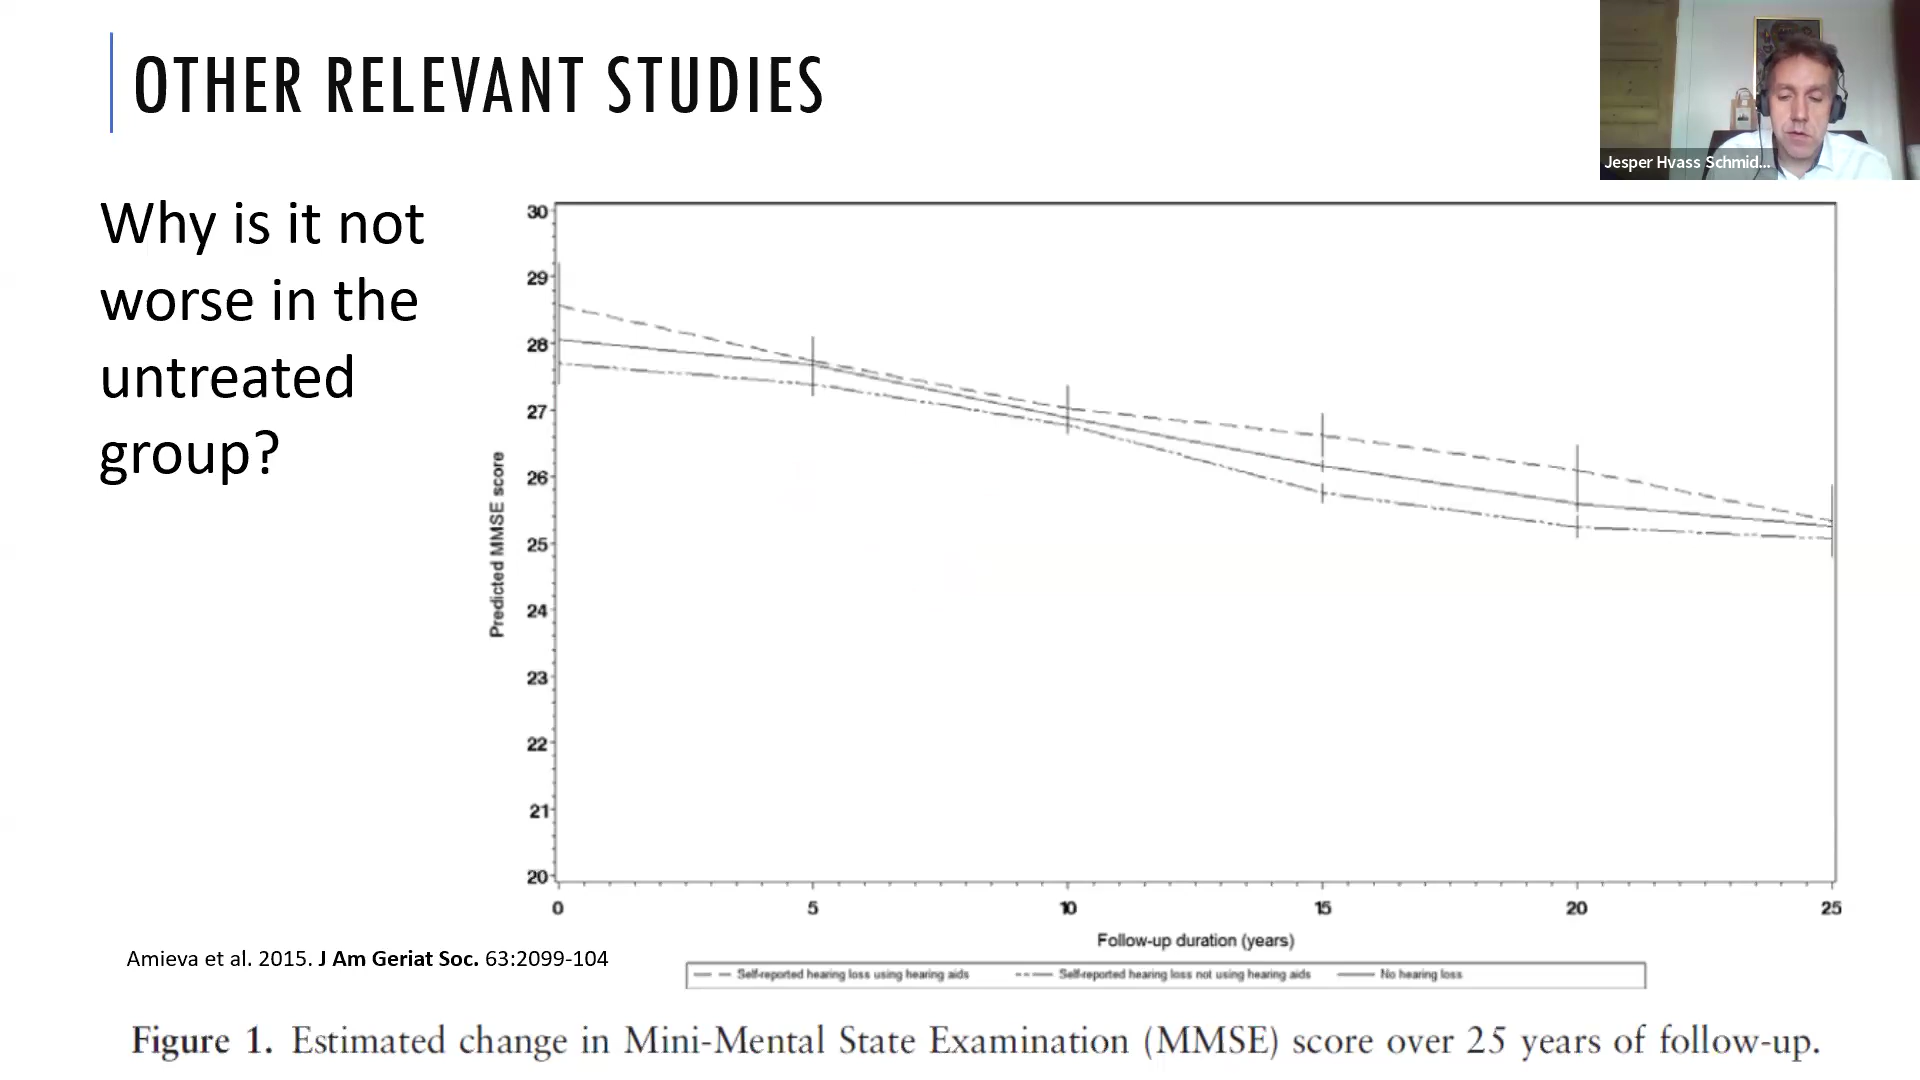 OTHER RELEVANT STUDIES
Jesper Hvass Schmid...
Why is it not
worse in the
untreated
group?
30
29
28
27
26
25
24
23
22
21
20
Predicted MMSE score
0 5 10 15 20 25
Follow-up duration (years)
Self-reported hearing loss using hearing aids Self-reported hearing loss not using hearing aids No hearing loss
Amieva et al. 2015. J Am Geriat Soc. 63:2099-104
Figure 1. Estimated change in Mini-Mental State Examination (MMSE) score over 25 years of follow-up.